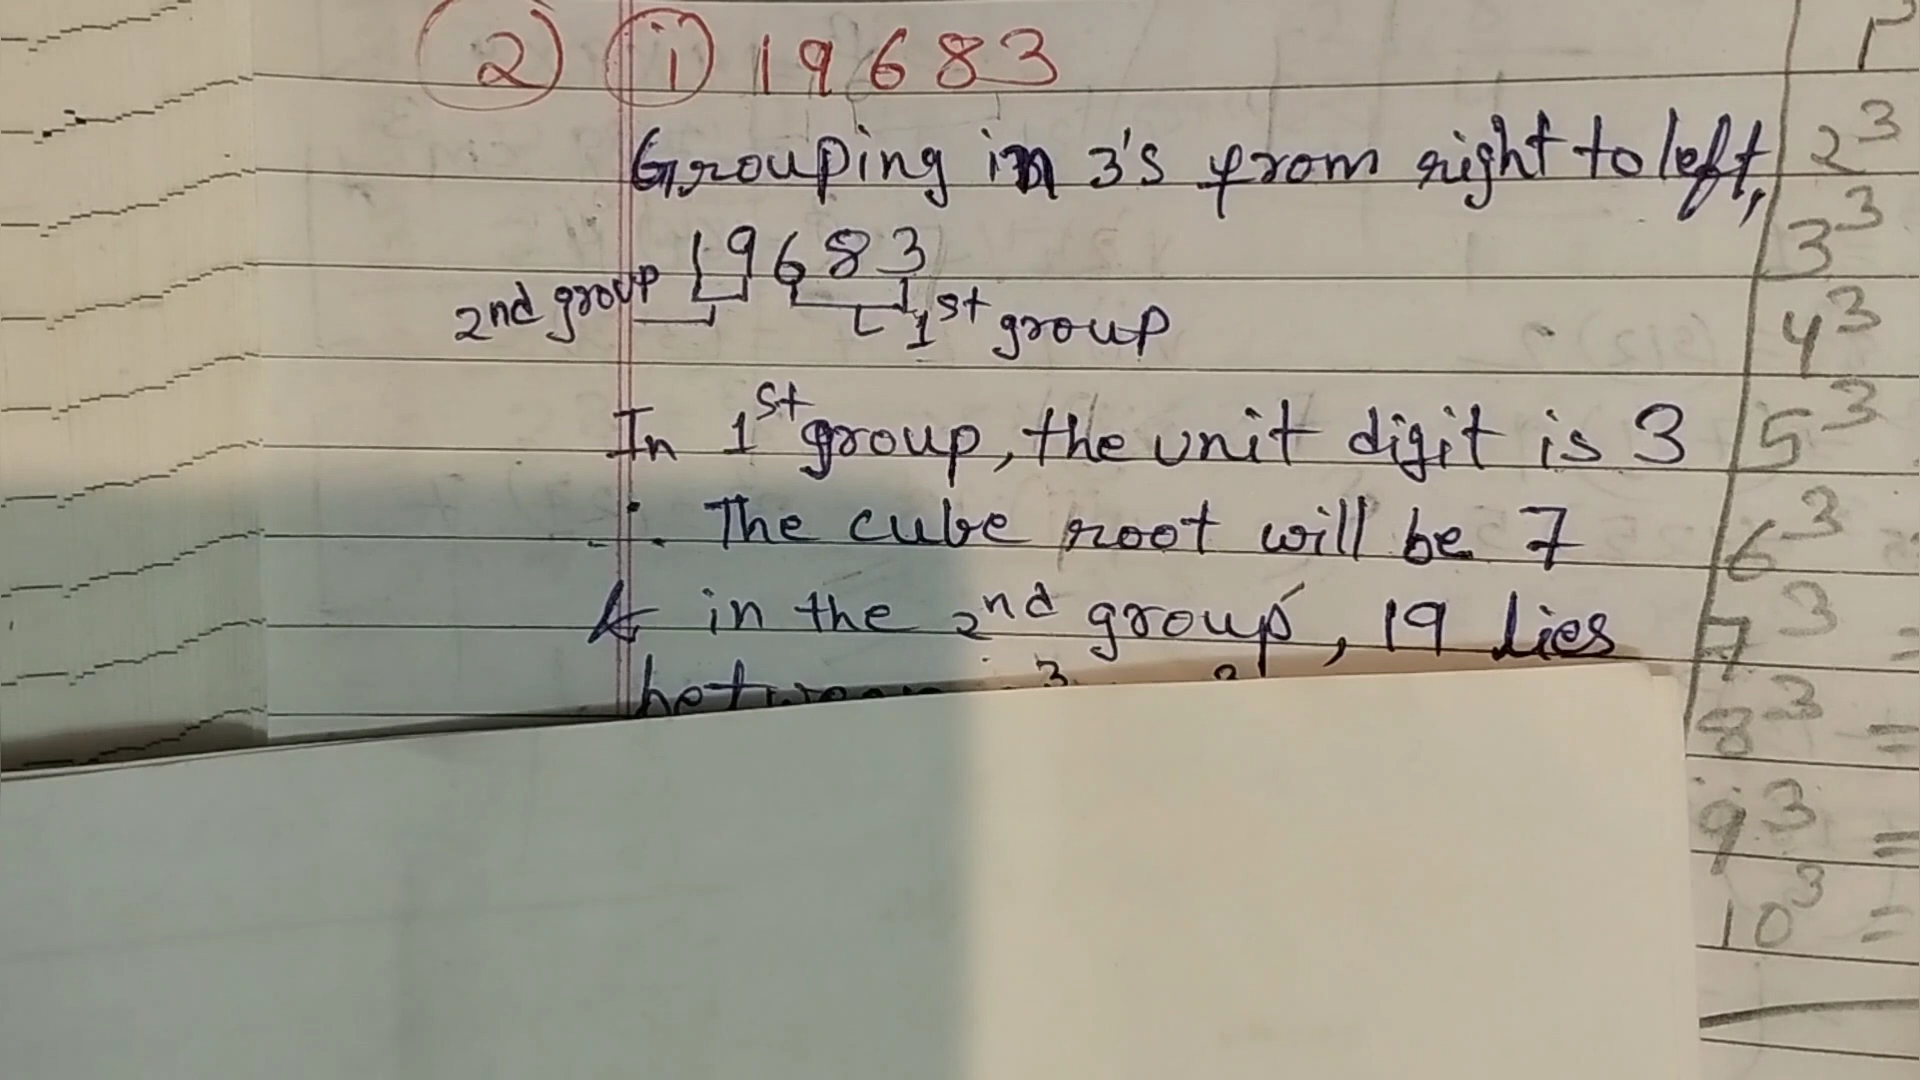 2 i 19683
Grouping in 3's from right to left,
19683
2nd group 1st group
In 1st group, the unit digit is 3
∴ The cube root will be 7
in the 2nd group, 19 lies
2³
3³
4³
5³
6³
7³ =
8³ =
9³ =
10³ =